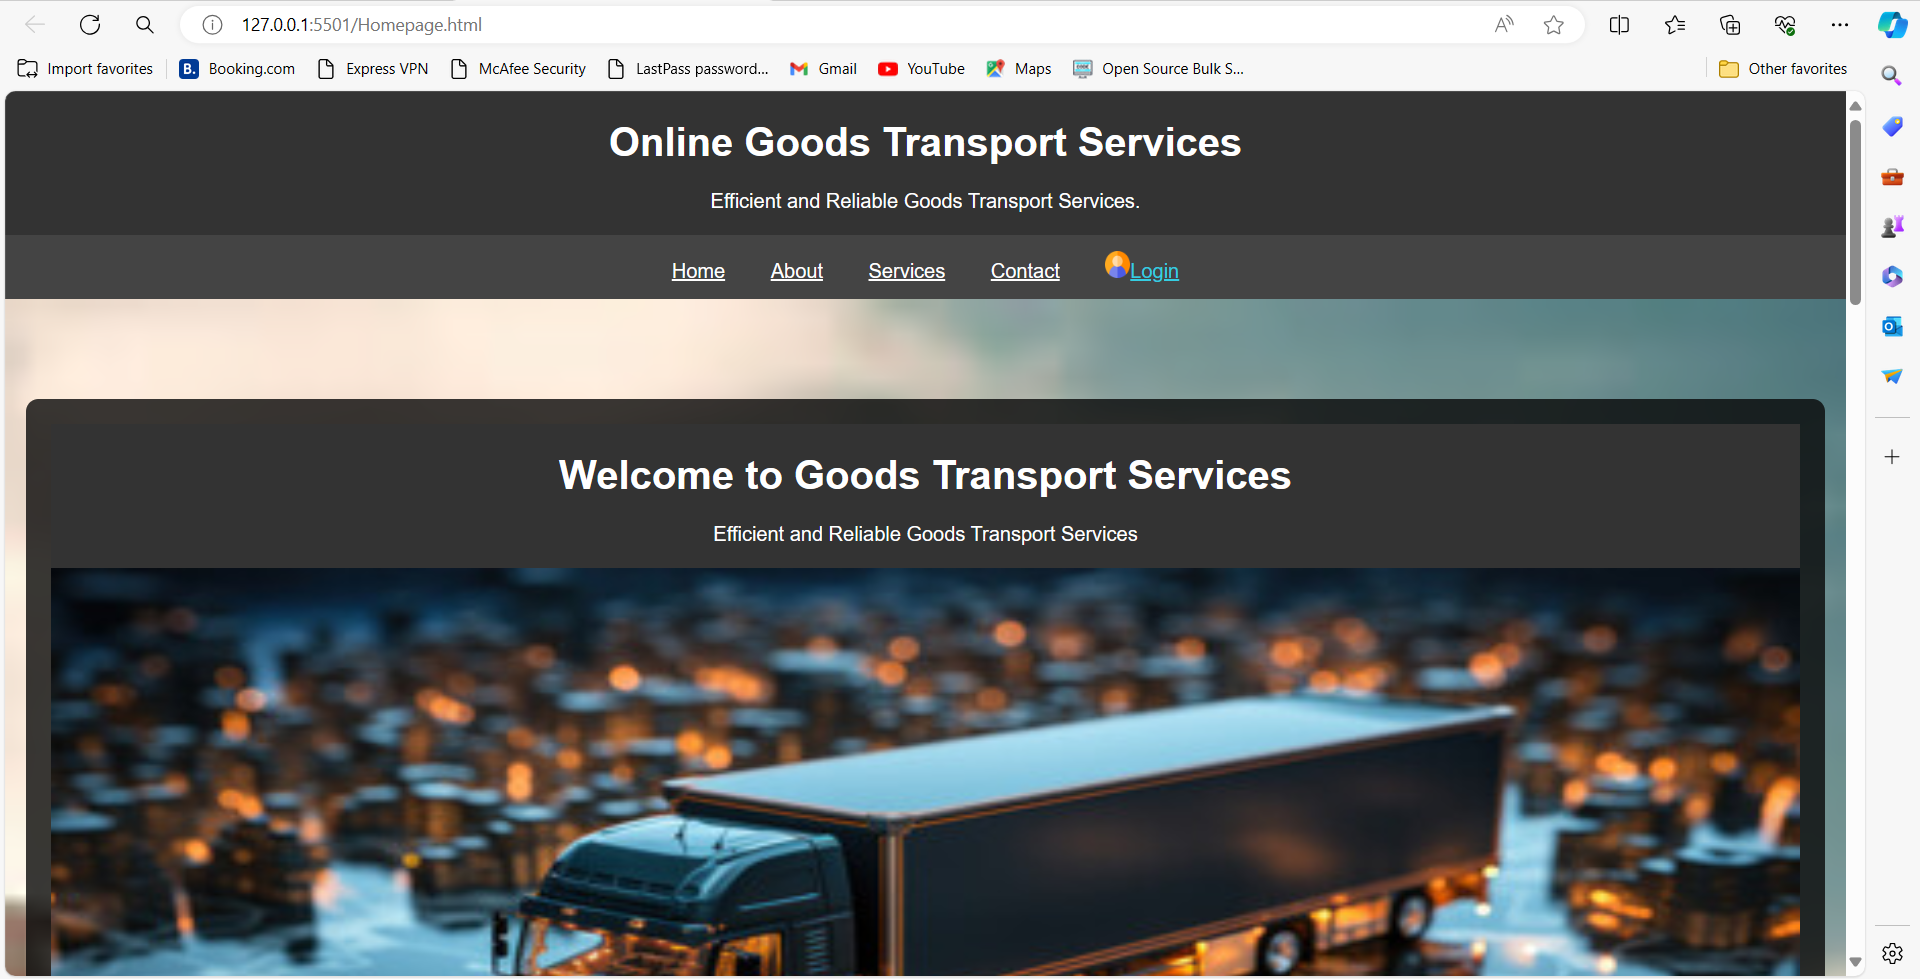 127.0.0.1:5501/Homepage.html
Import favorites B. Booking.com Express VPN McAfee Security LastPass password... Gmail YouTube Maps Open Source Bulk S... Other favorites
Online Goods Transport Services
Efficient and Reliable Goods Transport Services.
Home About Services Contact Login
Welcome to Goods Transport Services
Efficient and Reliable Goods Transport Services